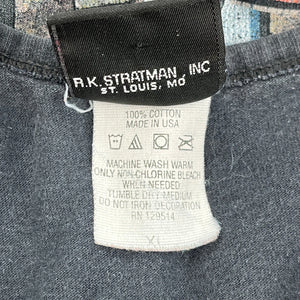 R.K. STRATMAN, INC
ST. LOUIS, MO
100% COTTON
MADE IN USA
MACHINE WASH WARM
ONLY NON-CHLORINE BLEACH
WHEN NEEDED
TUMBLE DRY MEDIUM
DO NOT IRON DECORATION
RN 129514
XL